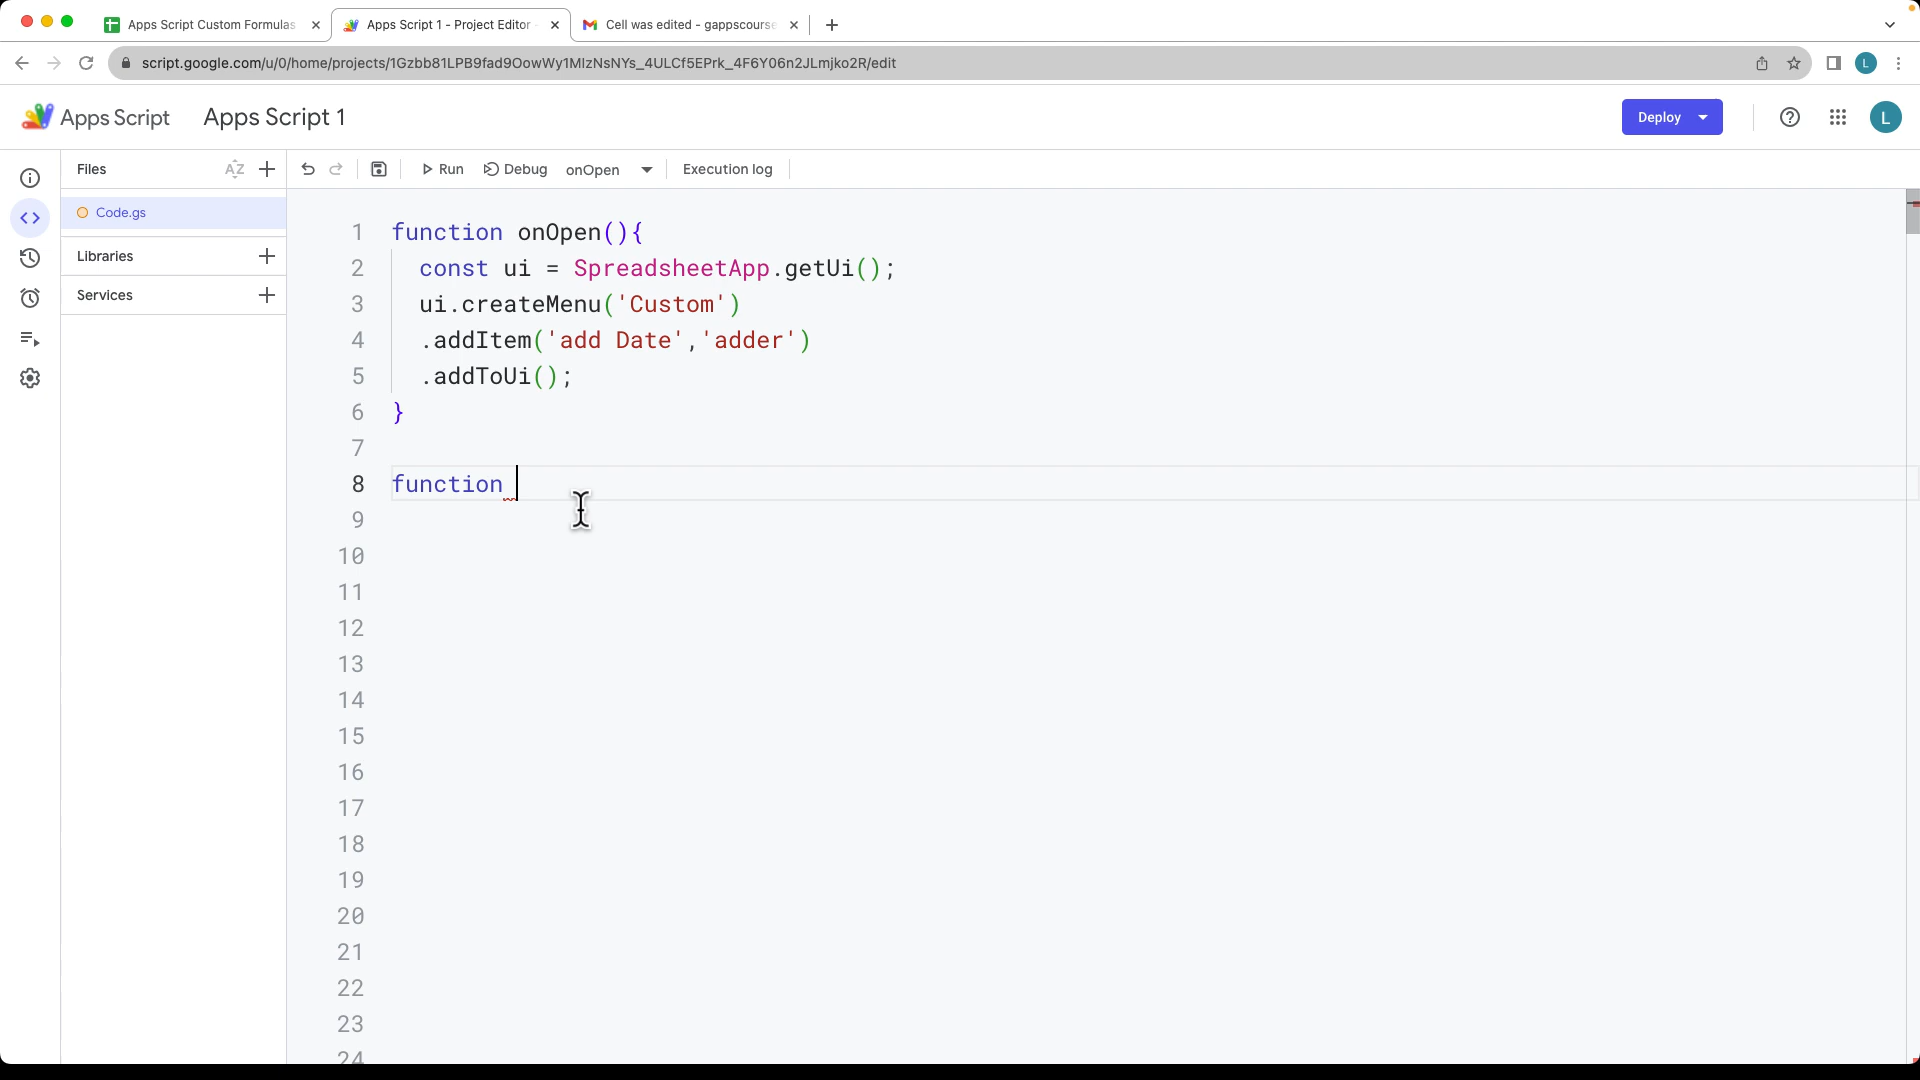 Apps Script Custom Formulas
Apps Script 1 - Project Editor -
Cell was edited - gappscourse
script.google.com/u/0/home/projects/1Gzbb81LPB9fad9OowWy1MlzNsNYs_4ULCf5EPrk_4F6Y06n2JLmjko2R/edit
L
Apps Script
Apps Script 1
Deploy
L
Files
AZ
Run
Debug
onOpen
Execution log
Code.gs
Libraries
Services
1 function onOpen(){
2 const ui = SpreadsheetApp.getUi();
3 ui.createMenu('Custom')
4 .addItem('add Date','adder')
5 .addToUi();
6 }
7
8 function
9
10
11
12
13
14
15
16
17
18
19
20
21
22
23
24